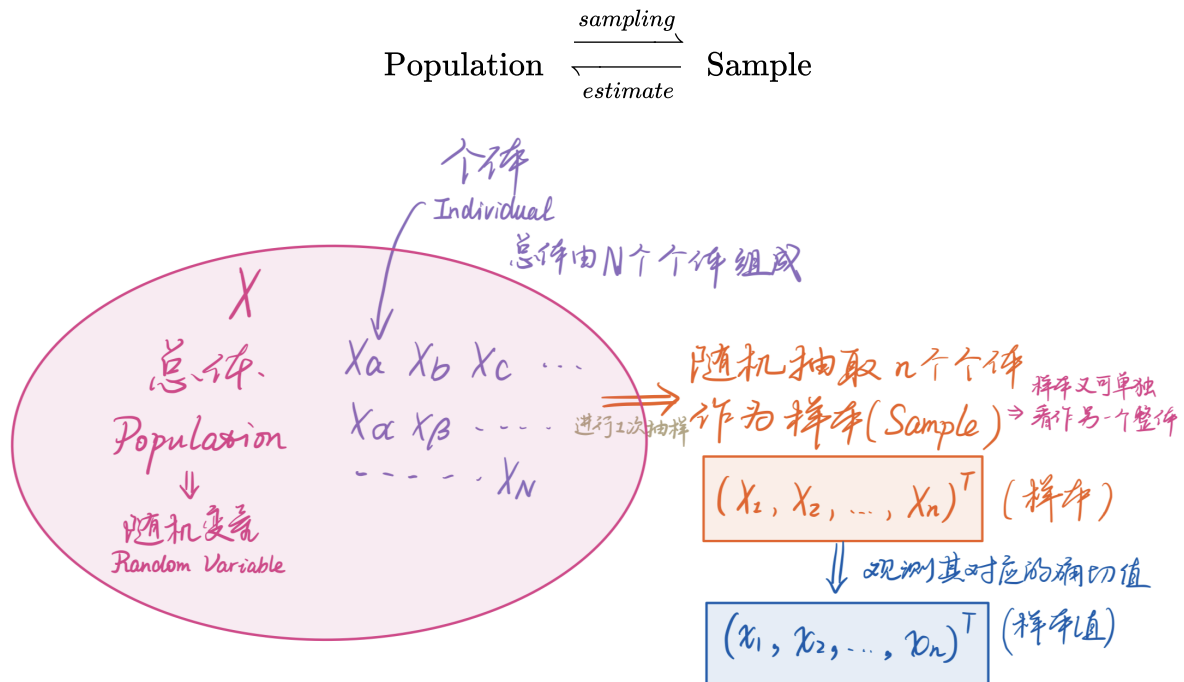 sampling
Population Sample
estimate
个体
Individual
总体由N个个体组成
X
总体
Population
⇓
随机变量
Random Variable
Xa Xb Xc ...
Xα Xβ ....
...... XN
进行1次抽样
随机抽取n个个体
作为样本(Sample)
⇒ 样本又可单独
看作另一个整体
(X1, X2, ..., Xn)^T (样本)
⇓ 观测其对应的确切值
(x1, x2, ..., xn)^T (样本值)